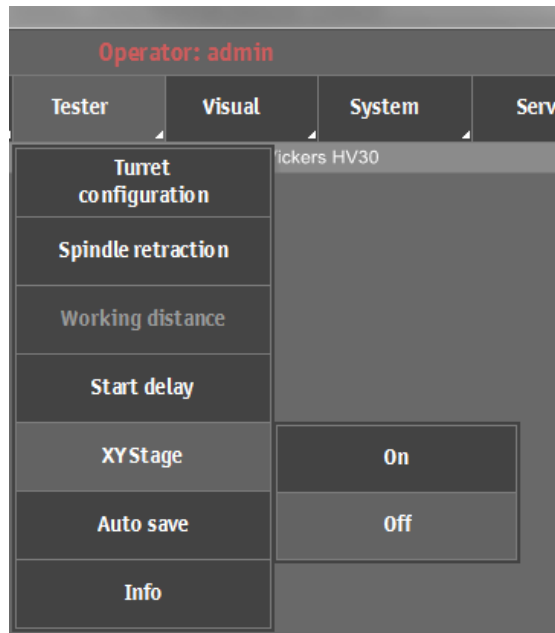 Operator: admin
Tester
Visual
System
Serv
ickers HV30
Turret
configuration
Spindle retraction
Working distance
Start delay
XY Stage
On
Auto save
Off
Info